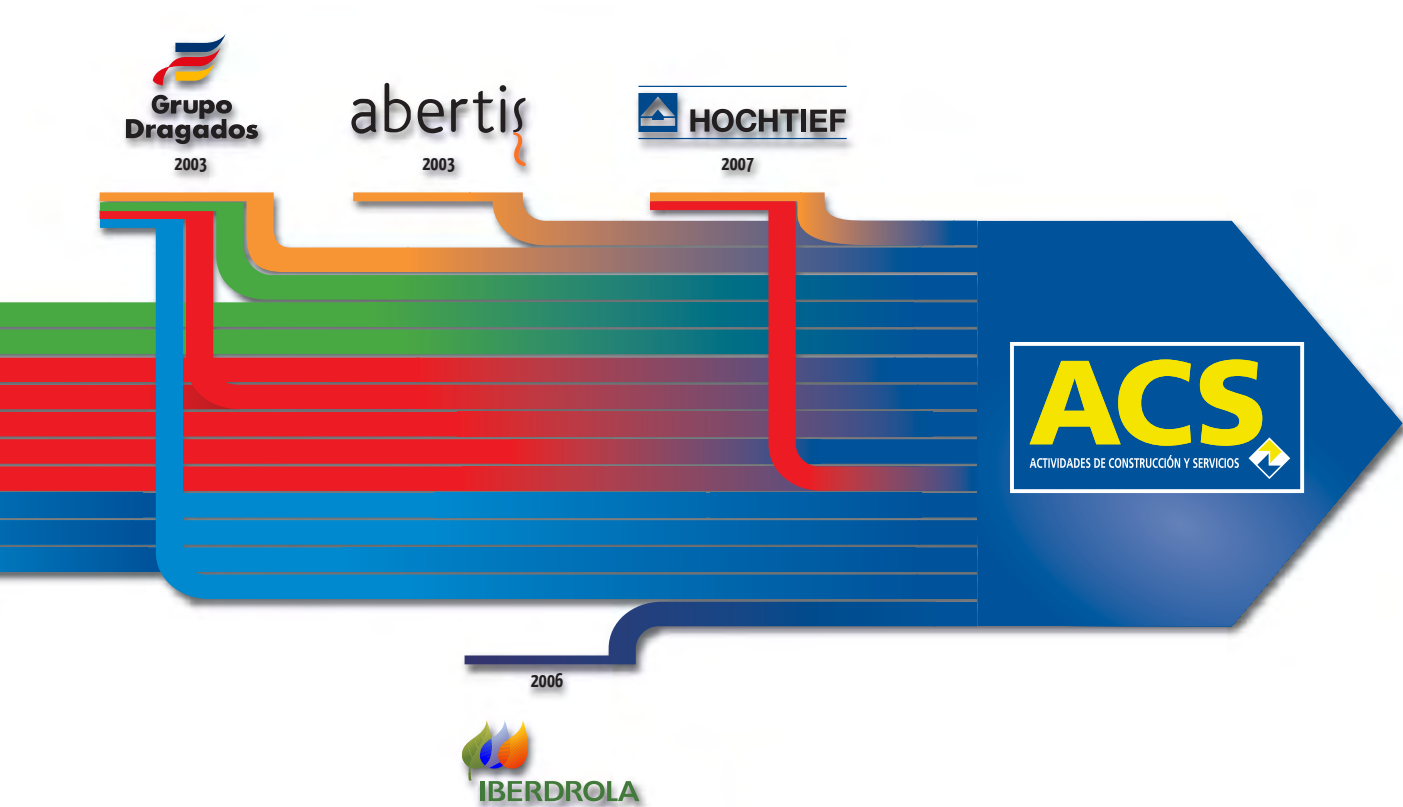 Grupo
Dragados
2003
abertis
2003
HOCHTIEF
2007
ACS
ACTIVIDADES DE CONSTRUCCIÓN Y SERVICIOS
2006
IBERDROLA